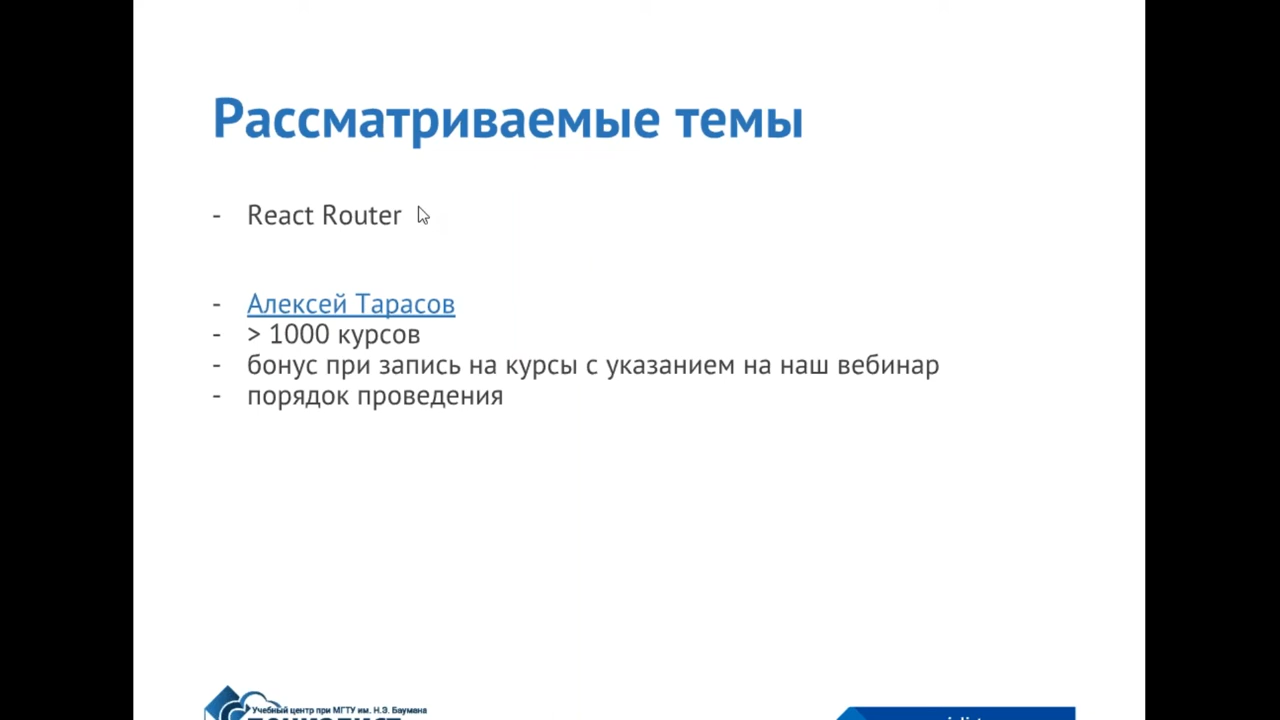 Рассматриваемые темы
- React Router
- Алексей Тарасов
- > 1000 курсов
- бонус при запись на курсы с указанием на наш вебинар
- порядок проведения
Учебный центр при МГТУ им. Н.Э. Баумана